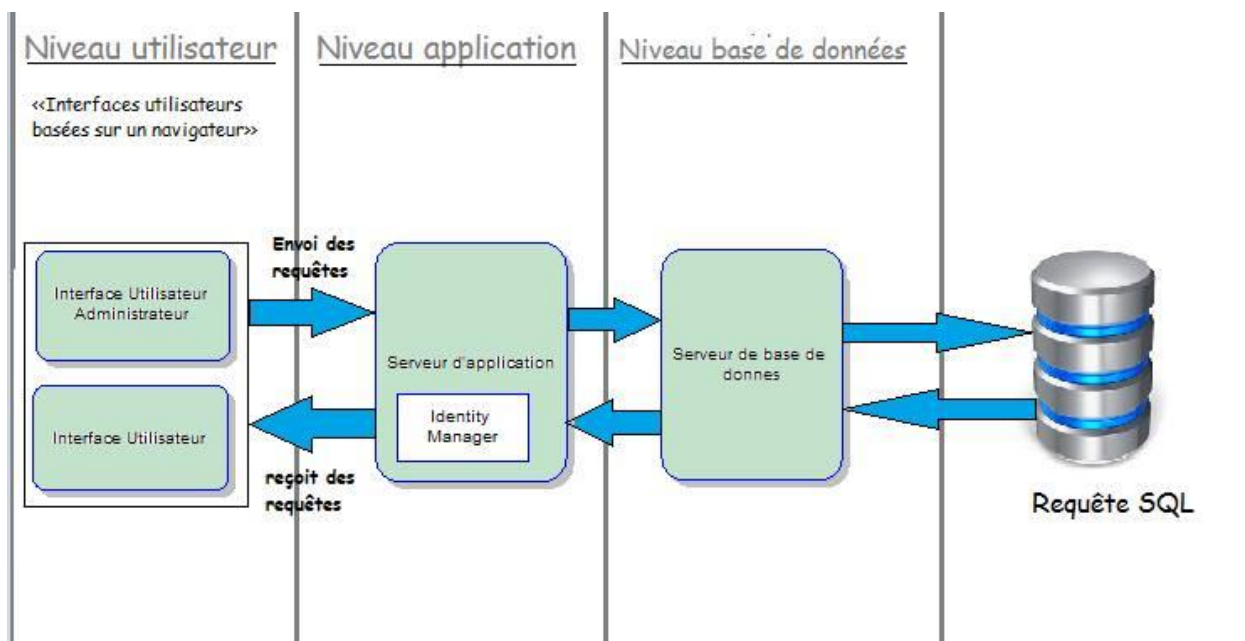 Niveau utilisateur
Niveau application
Niveau base de données
«Interfaces utilisateurs
basées sur un navigateur»
Envoi des
requêtes
Interface Utilisateur
Administrateur
Interface Utilisateur
reçoit des
requêtes
Serveur d'application
Identity
Manager
Serveur de base de
donnes
Requête SQL